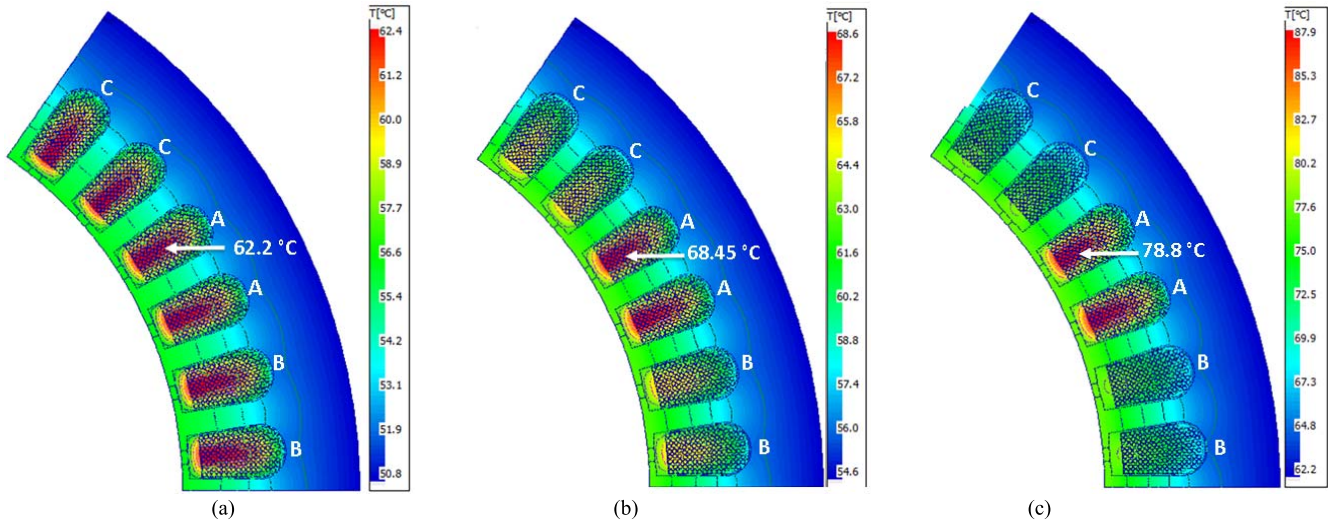 T[°C]
62.4
61.2
60.0
58.9
57.7
56.6
55.4
54.2
53.1
51.9
50.8
C
C
A
62.2 °C
A
B
B
(a)
T[°C]
68.6
67.2
65.8
64.4
63.0
61.6
60.2
58.8
57.4
56.0
54.6
C
C
A
68.45 °C
A
B
B
(b)
T[°C]
87.9
85.3
82.7
80.2
77.6
75.0
72.5
69.9
67.3
64.8
62.2
C
C
A
78.8 °C
A
B
B
(c)